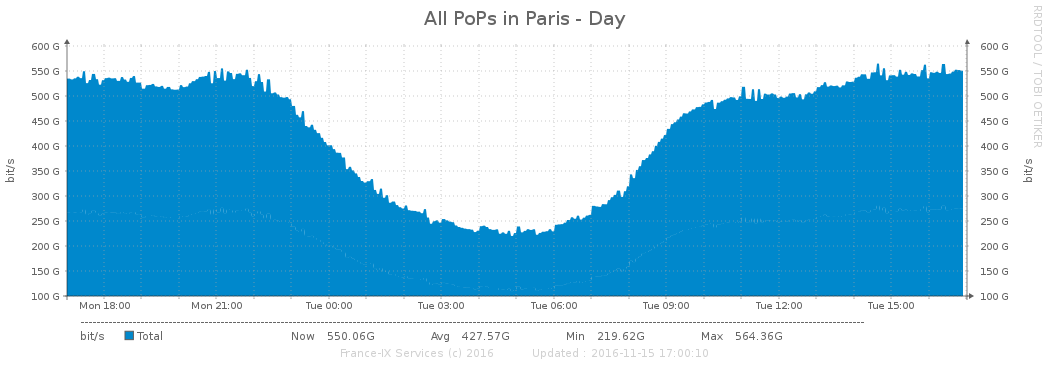 All PoPs in Paris - Day
RRDTOOL / TOBI OETIKER
600 G 600 G
550 G 550 G
500 G 500 G
450 G 450 G
400 G 400 G
350 G 350 G
300 G 300 G
250 G 250 G
200 G 200 G
150 G 150 G
100 G 100 G
bit/s bit/s
Mon 18:00 Mon 21:00 Tue 00:00 Tue 03:00 Tue 06:00 Tue 09:00 Tue 12:00 Tue 15:00
bit/s Total Now 550.06G Avg 427.57G Min 219.62G Max 564.36G
France-IX Services (c) 2016 Updated : 2016-11-15 17:00:10